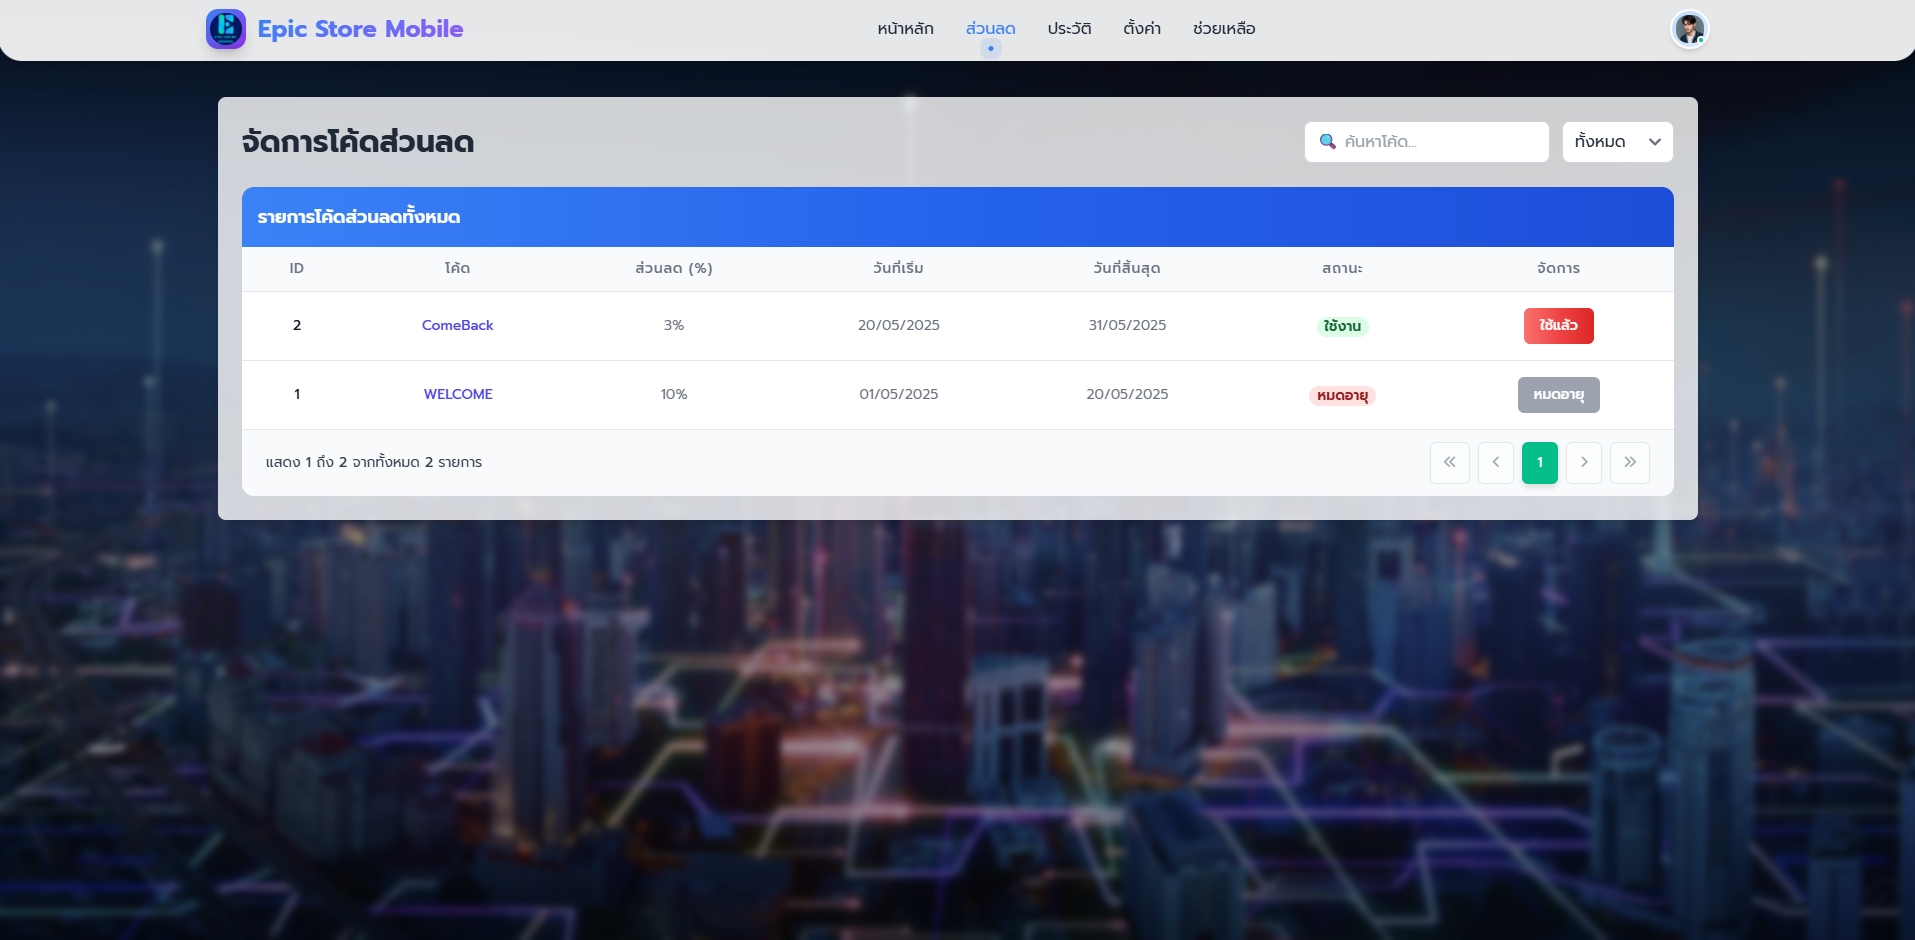 Epic Store Mobile
หน้าหลัก ส่วนลด ประวัติ ตั้งค่า ช่วยเหลือ
จัดการโค้ดส่วนลด
ค้นหาโค้ด... ทั้งหมด
รายการโค้ดส่วนลดทั้งหมด
ID โค้ด ส่วนลด (%) วันที่เริ่ม วันที่สิ้นสุด สถานะ จัดการ
2 ComeBack 3% 20/05/2025 31/05/2025 ใช้งาน ใช้แล้ว
1 WELCOME 10% 01/05/2025 20/05/2025 หมดอายุ หมดอายุ
แสดง 1 ถึง 2 จากทั้งหมด 2 รายการ
« ‹ 1 › »